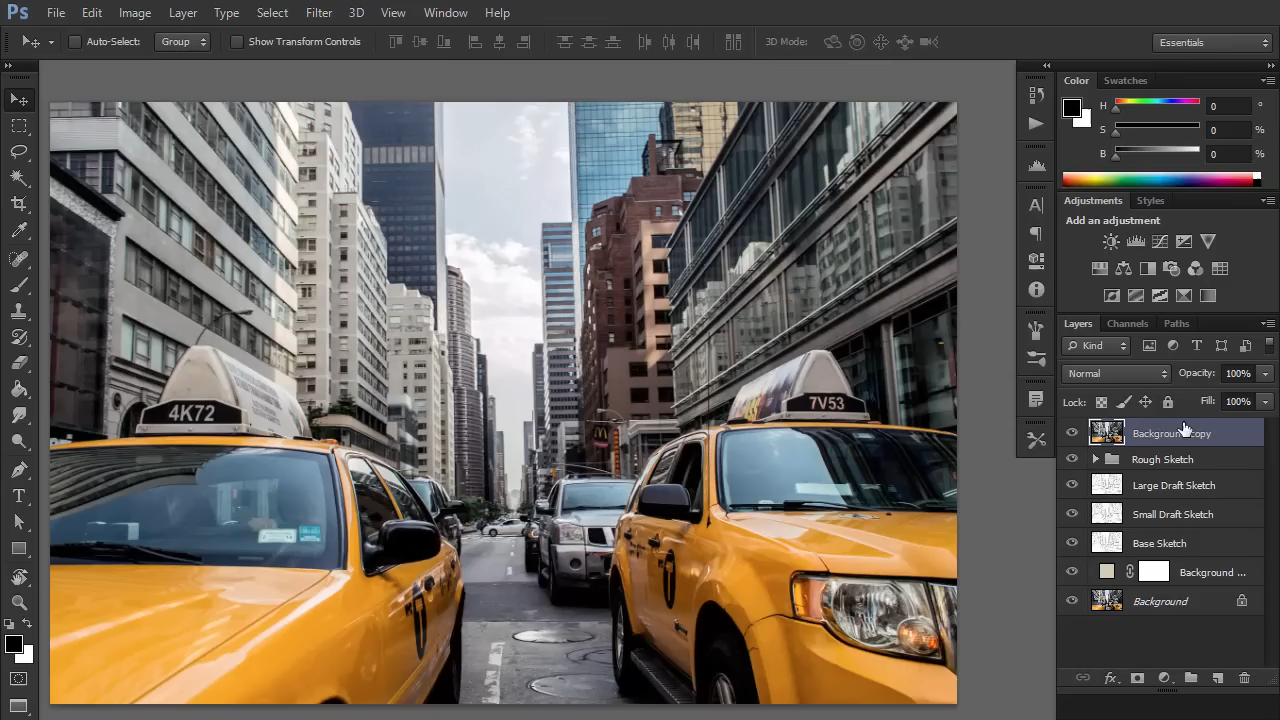 Ps File Edit Image Layer Type Select Filter 3D View Window Help
Auto-Select: Group Show Transform Controls 3D Mode: Essentials
Color Swatches
H 0 °
S 0 %
B 0 %
Adjustments Styles
Add an adjustment
Layers Channels Paths
Kind
Normal Opacity: 100%
Lock: Fill: 100%
Background copy
Rough Sketch
Large Draft Sketch
Small Draft Sketch
Base Sketch
Background ...
Background
4K72
7V53
T
T